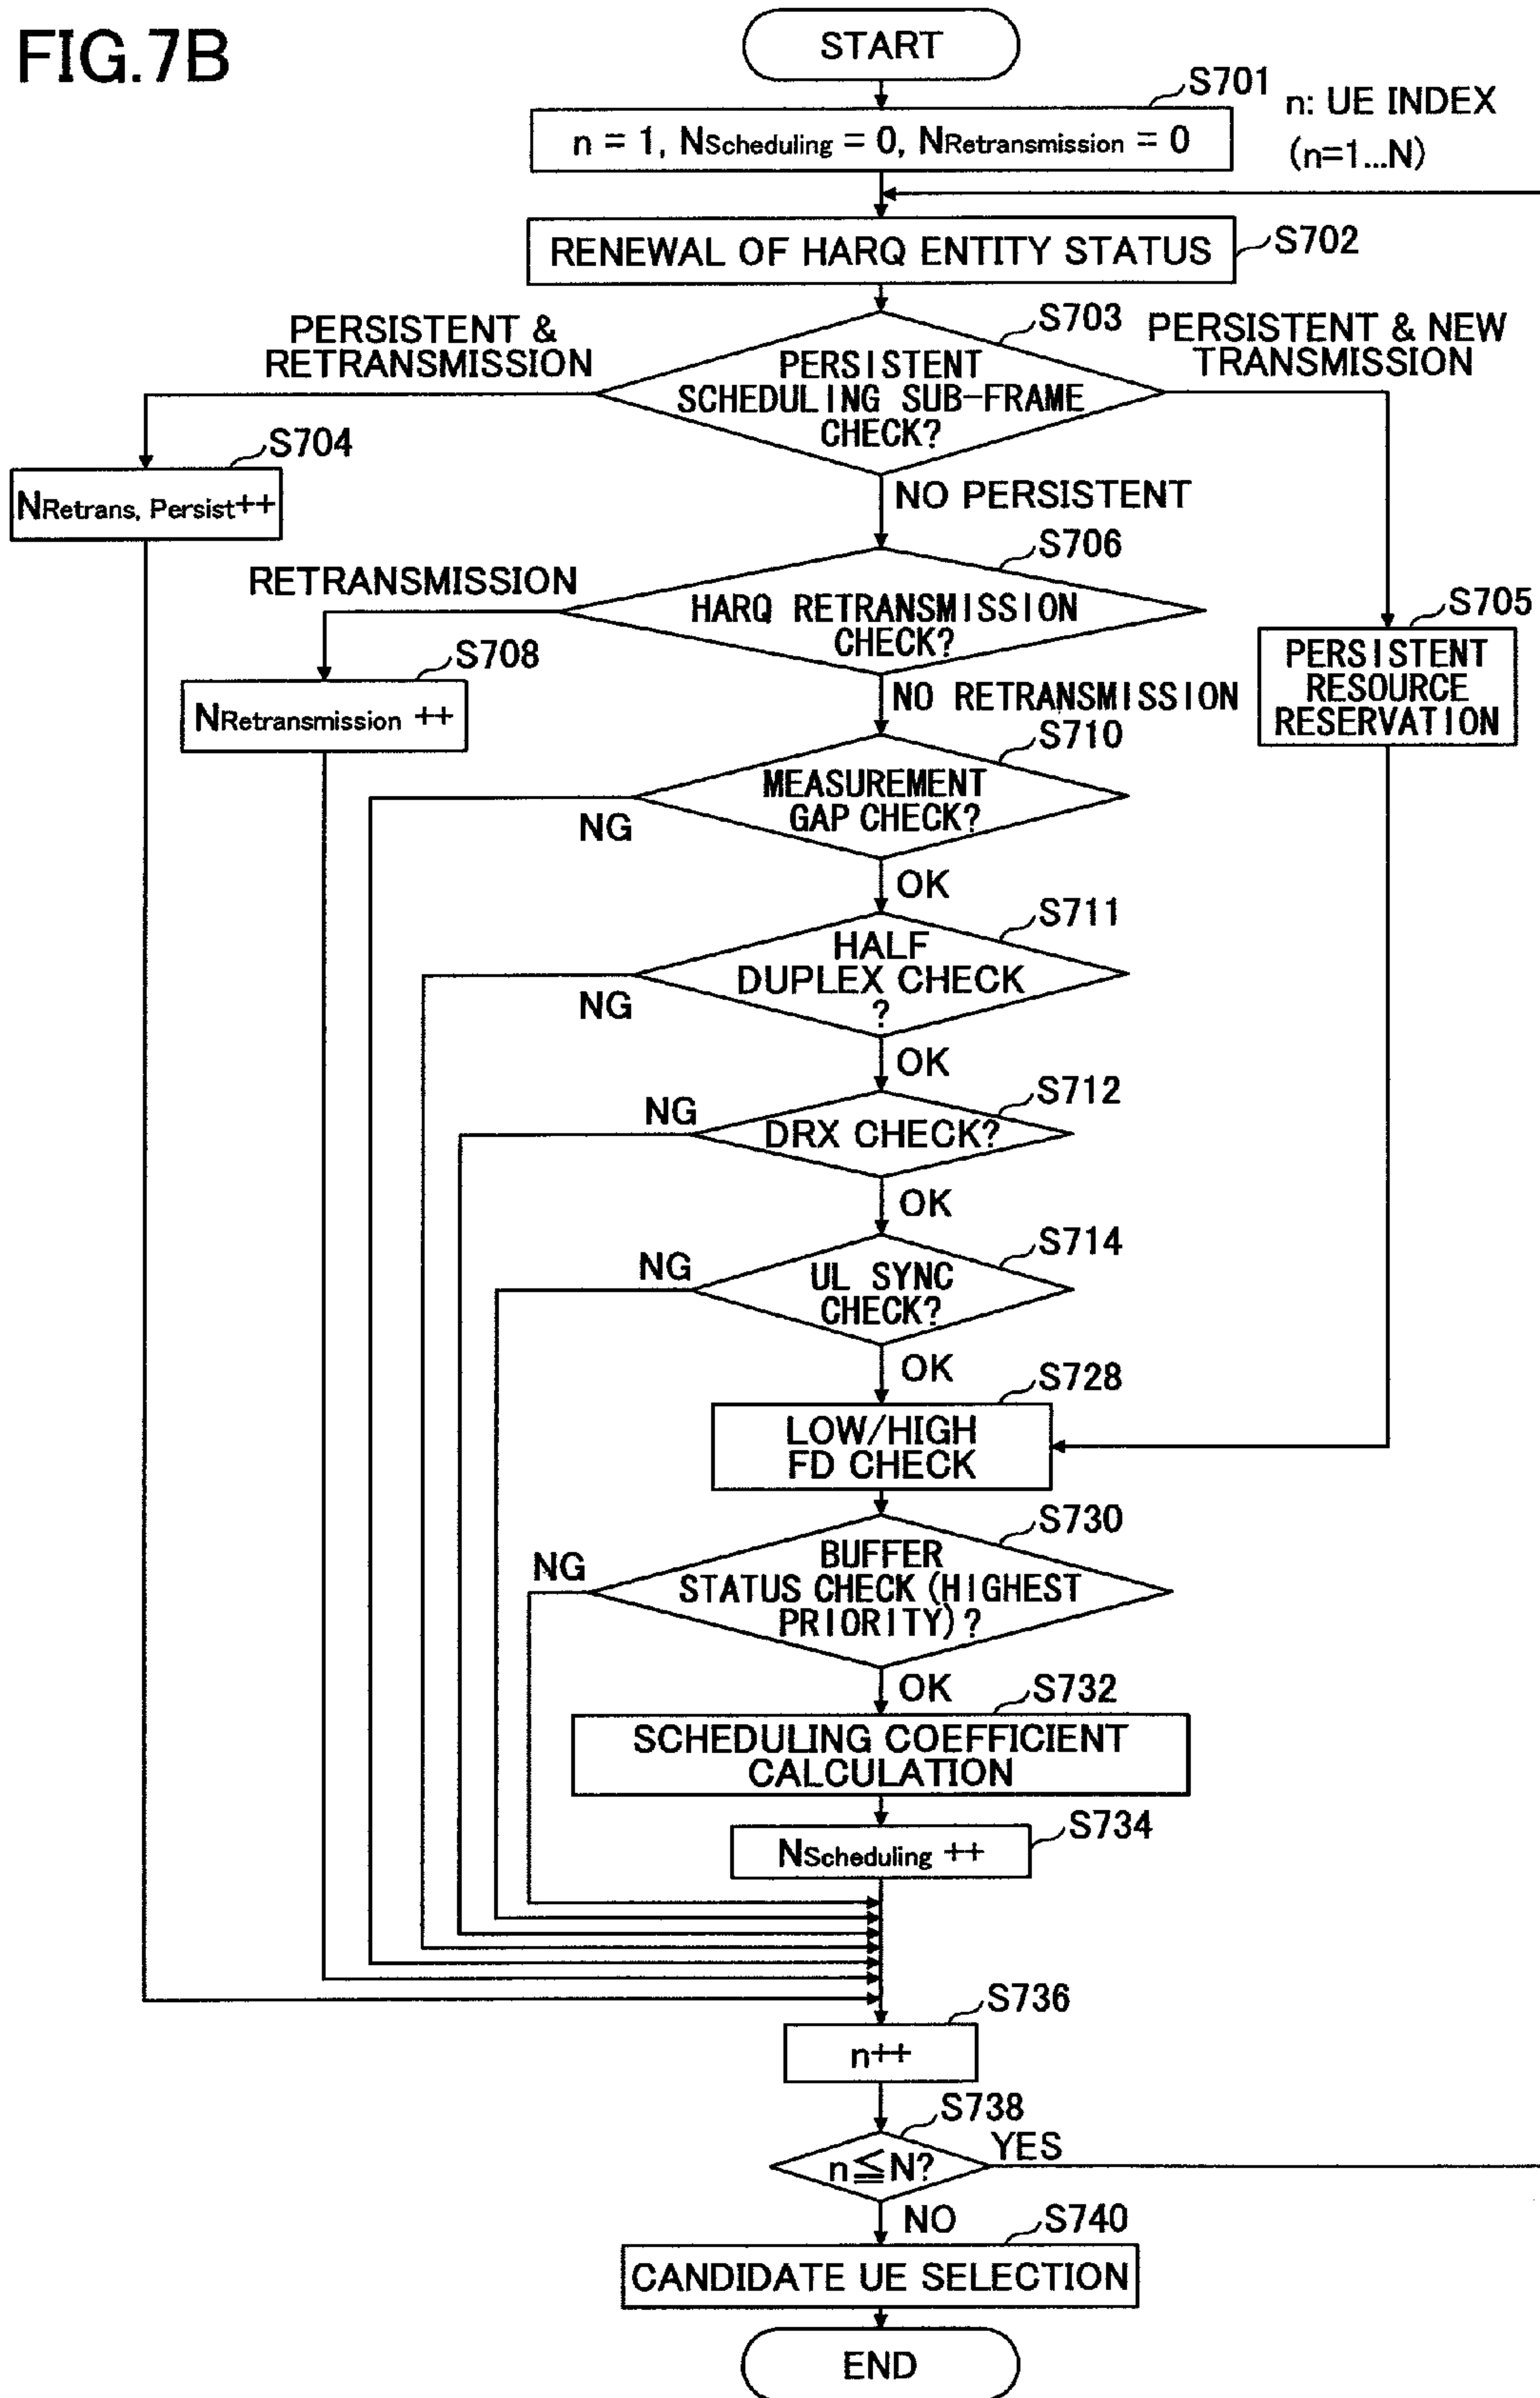 FIG.7B
START
S701
n: UE INDEX
(n=1...N)
n = 1, NScheduling = 0, NRetransmission = 0
RENEWAL OF HARQ ENTITY STATUS
S702
S703
PERSISTENT &
RETRANSMISSION
PERSISTENT & NEW
TRANSMISSION
PERSISTENT
SCHEDULING SUB-FRAME
CHECK?
S704
NRetrans, Persist++
NO PERSISTENT
S706
RETRANSMISSION
HARQ RETRANSMISSION
CHECK?
S705
PERSISTENT
RESOURCE
RESERVATION
S708
NRetransmission ++
NO RETRANSMISSION
S710
MEASUREMENT
GAP CHECK?
NG
OK
S711
HALF
DUPLEX CHECK
?
NG
OK
S712
NG
DRX CHECK?
OK
S714
NG
UL SYNC
CHECK?
OK
S728
LOW/HIGH
FD CHECK
S730
NG
BUFFER
STATUS CHECK (HIGHEST
PRIORITY)?
OK
S732
SCHEDULING COEFFICIENT
CALCULATION
S734
NScheduling ++
S736
n++
S738
n≦N?
YES
NO
S740
CANDIDATE UE SELECTION
END